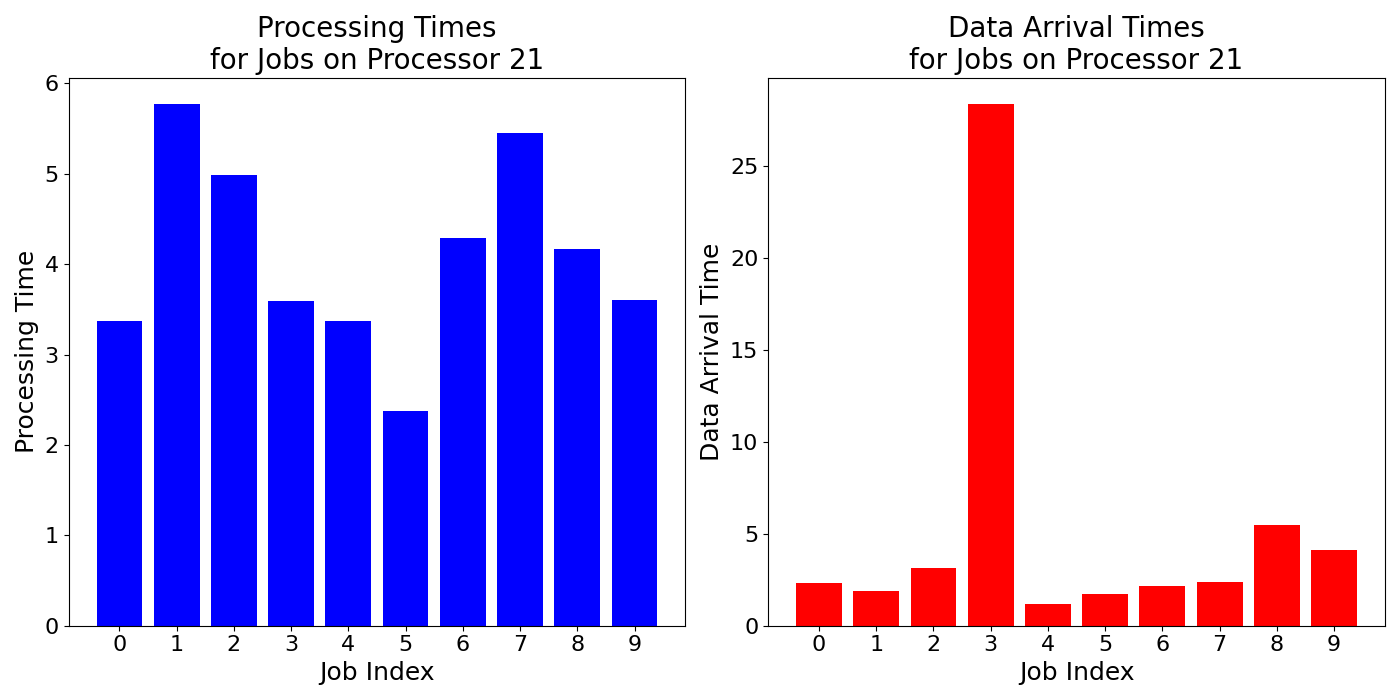 Processing Times
for Jobs on Processor 21
Processing Time
6
5
4
3
2
1
0
0 1 2 3 4 5 6 7 8 9
Job Index
Data Arrival Times
for Jobs on Processor 21
Data Arrival Time
25
20
15
10
5
0
0 1 2 3 4 5 6 7 8 9
Job Index